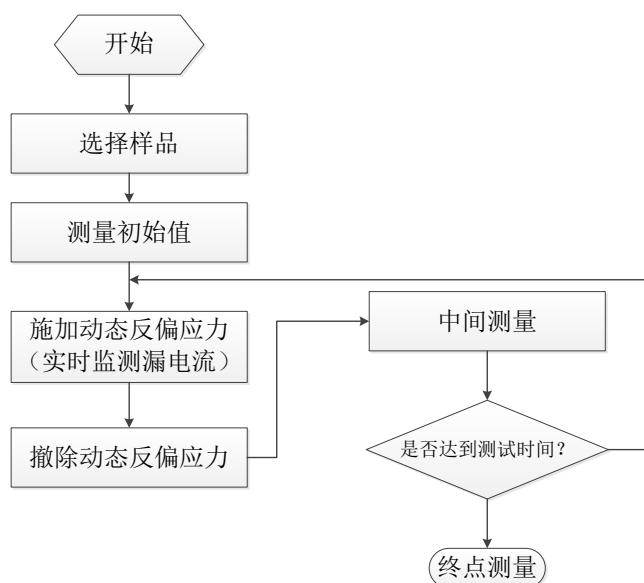 开始
选择样品
测量初始值
施加动态反偏应力
（实时监测漏电流）
撤除动态反偏应力
中间测量
是否达到测试时间？
终点测量